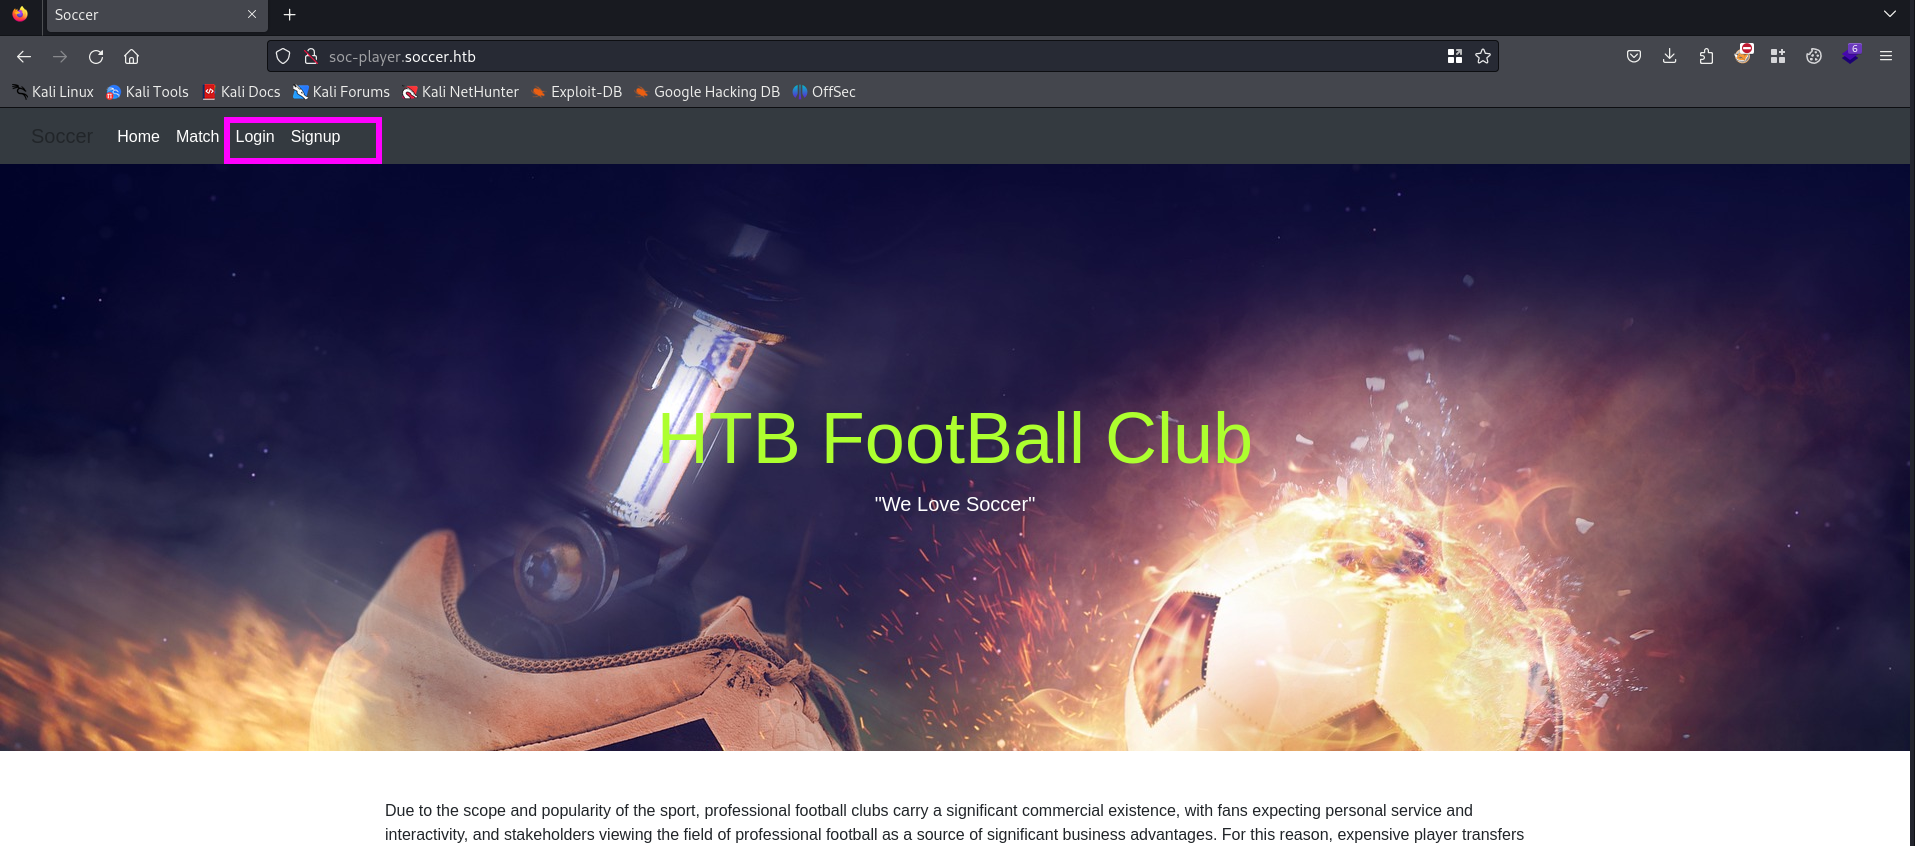 Soccer
soc-player.soccer.htb
6
Kali Linux Kali Tools Kali Docs Kali Forums Kali NetHunter Exploit-DB Google Hacking DB OffSec
Soccer Home Match Login Signup
HTB FootBall Club
"We Love Soccer"
Due to the scope and popularity of the sport, professional football clubs carry a significant commercial existence, with fans expecting personal service and
interactivity, and stakeholders viewing the field of professional football as a source of significant business advantages. For this reason, expensive player transfers